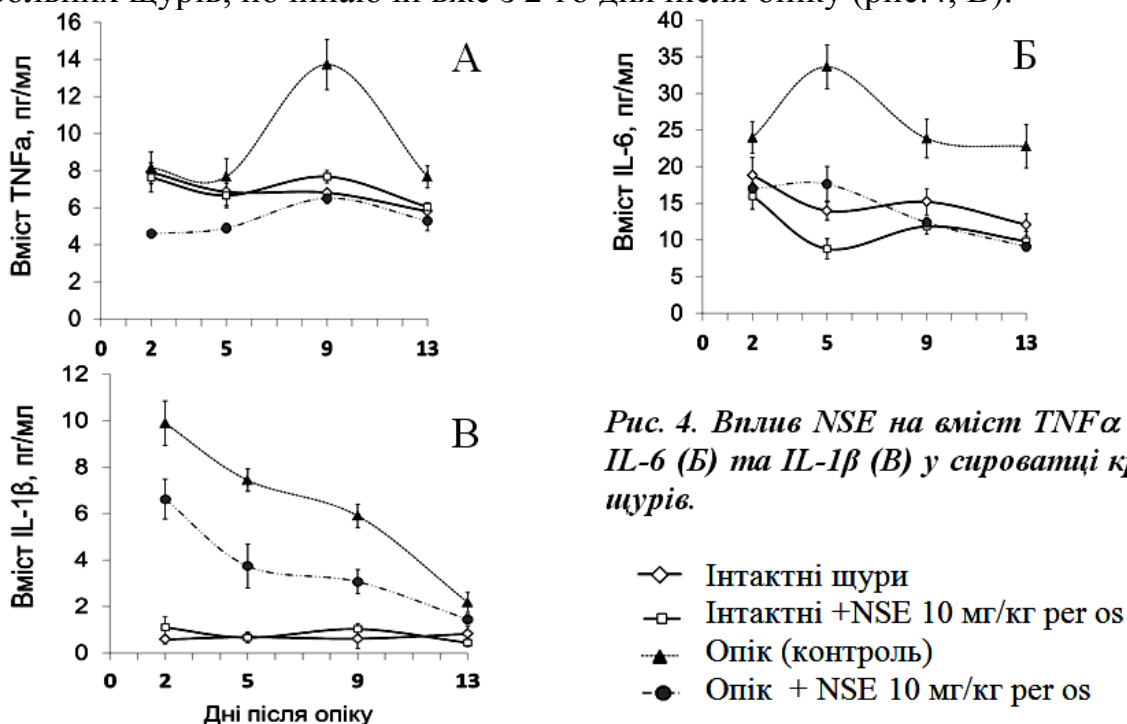 щурів, починаючи вже з 2-го дня після опіку (рис.4, В).
16
14
12
10
8
6
4
2
0
Вміст TNFa, пг/мл
А
0 2 5 9 13
40
35
30
25
20
15
10
5
0
Вміст IL-6, пг/мл
Б
0 2 5 9 13
12
10
8
6
4
2
0
Вміст IL-1β, пг/мл
В
0 2 5 9 13
Дні після опіку
Рис. 4. Вплив NSE на вміст TNFα
IL-6 (Б) та IL-1β (В) у сироватці кр
щурів.
Інтактні щури
Інтактні +NSE 10 мг/кг per os
Опік (контроль)
Опік + NSE 10 мг/кг per os